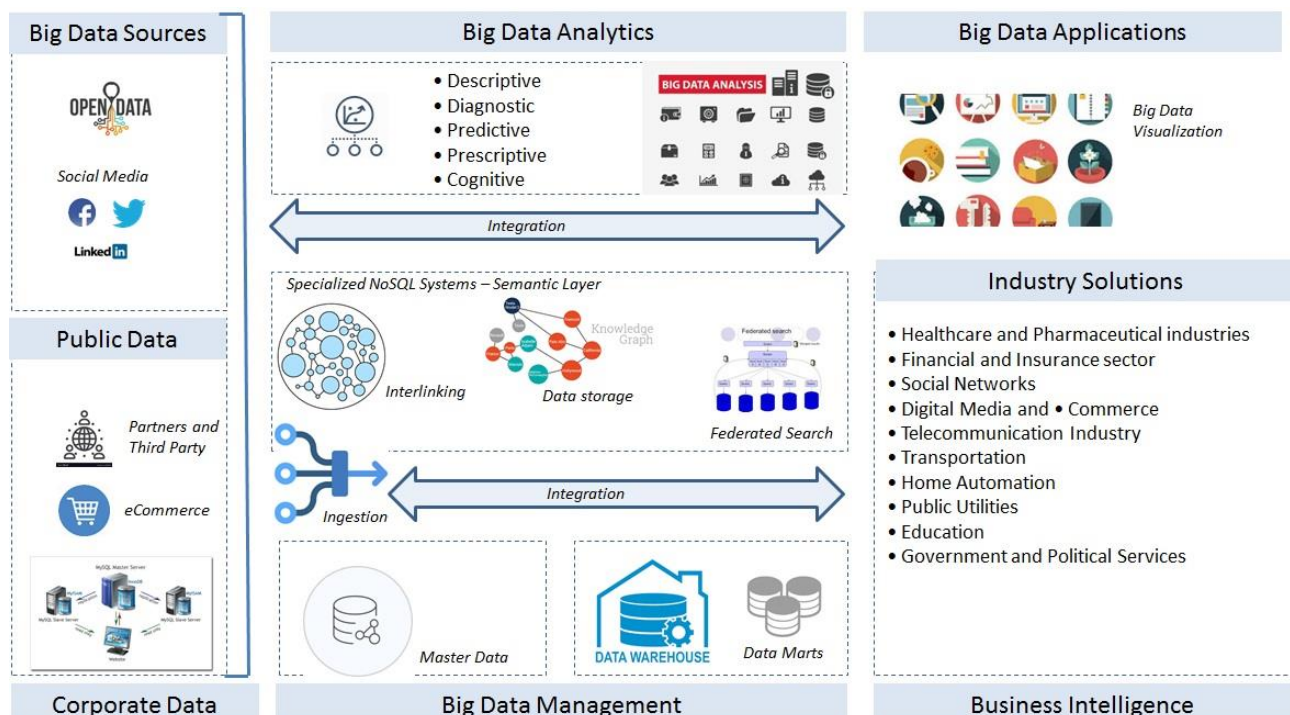 Big Data Sources
OPEN DATA
Social Media
Linked in
Public Data
Partners and
Third Party
eCommerce
MySQL Master Server
MySQL Slave Server
MySQL Slave Server
Website
Corporate Data
Big Data Analytics
• Descriptive
• Diagnostic
• Predictive
• Prescriptive
• Cognitive
BIG DATA ANALYSIS
Integration
Specialized NoSQL Systems – Semantic Layer
Interlinking
Knowledge
Graph
Data storage
Federated search
Federated Search
Ingestion
Integration
Master Data
DATA WAREHOUSE
Data Marts
Big Data Management
Big Data Applications
Big Data
Visualization
Industry Solutions
• Healthcare and Pharmaceutical industries
• Financial and Insurance sector
• Social Networks
• Digital Media and • Commerce
• Telecommunication Industry
• Transportation
• Home Automation
• Public Utilities
• Education
• Government and Political Services
Business Intelligence